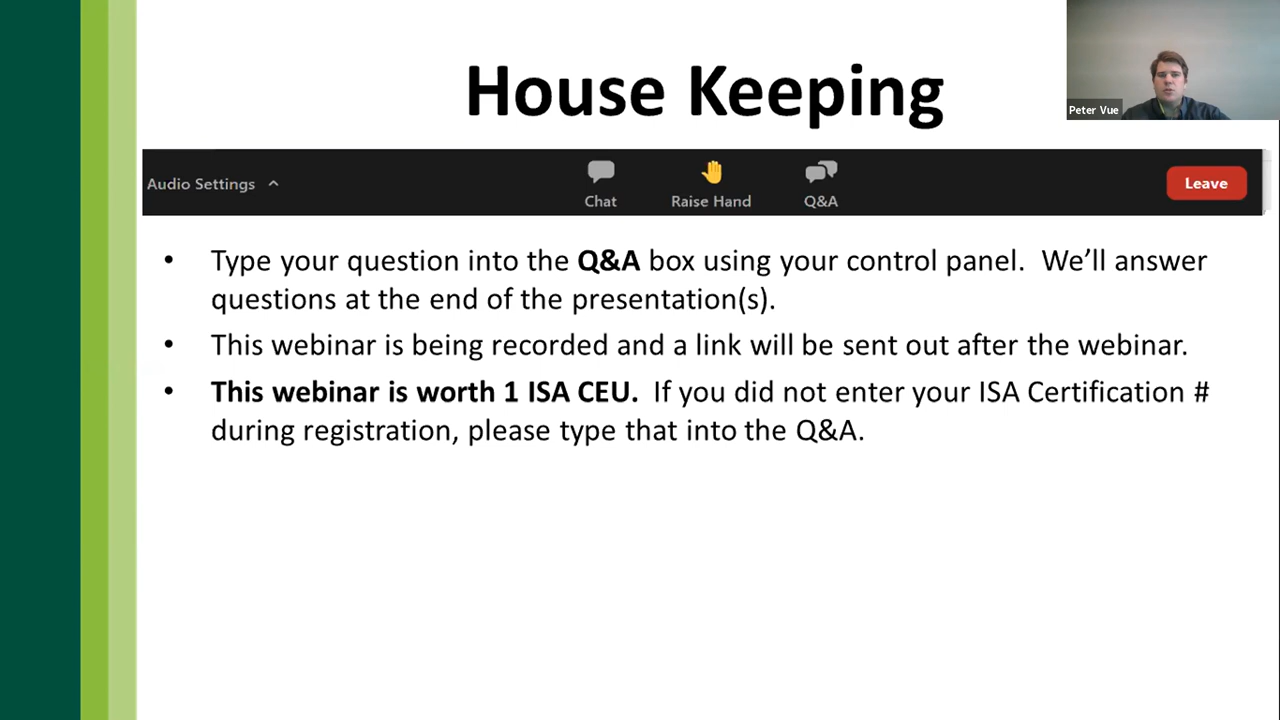 House Keeping
Peter Vue
Audio Settings
Chat
Raise Hand
Q&A
Leave
• Type your question into the Q&A box using your control panel.  We’ll answer
questions at the end of the presentation(s).
• This webinar is being recorded and a link will be sent out after the webinar.
• This webinar is worth 1 ISA CEU.  If you did not enter your ISA Certification #
during registration, please type that into the Q&A.